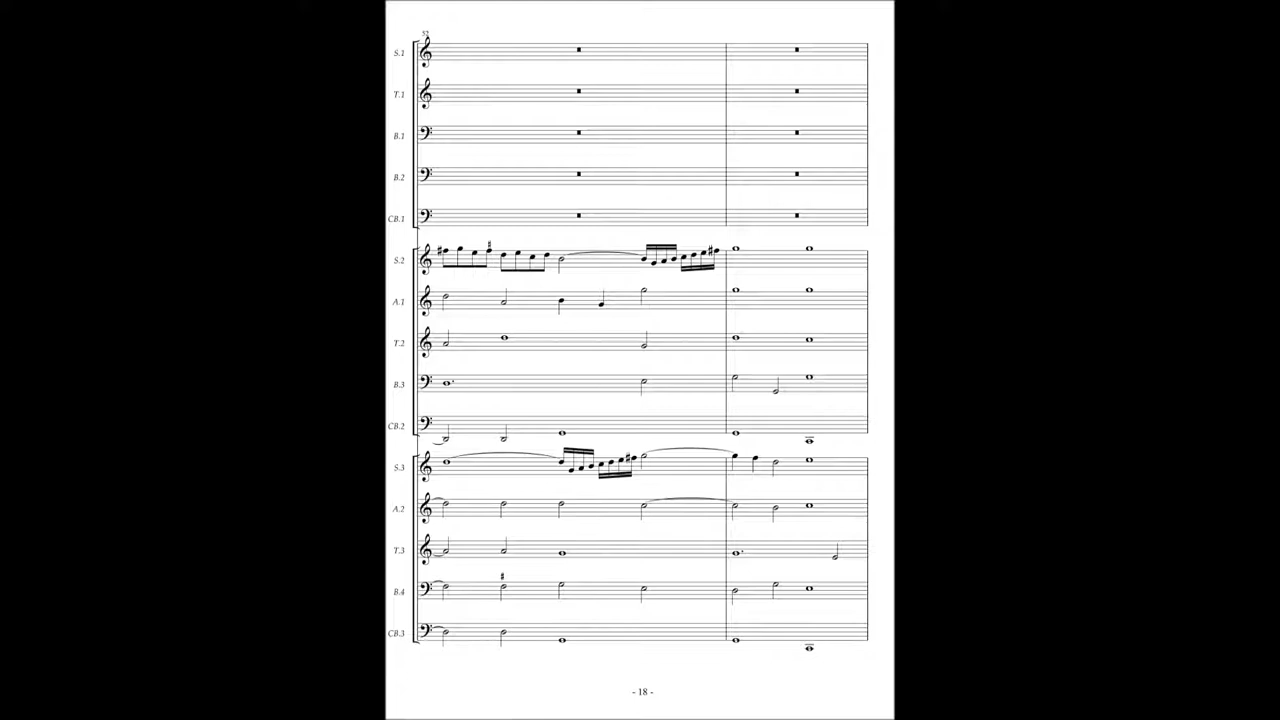 52
S.1
T.1
B.1
B.2
CB.1
S.2
A.1
T.2
B.3
CB.2
S.3
A.2
T.3
B.4
CB.3
- 18 -